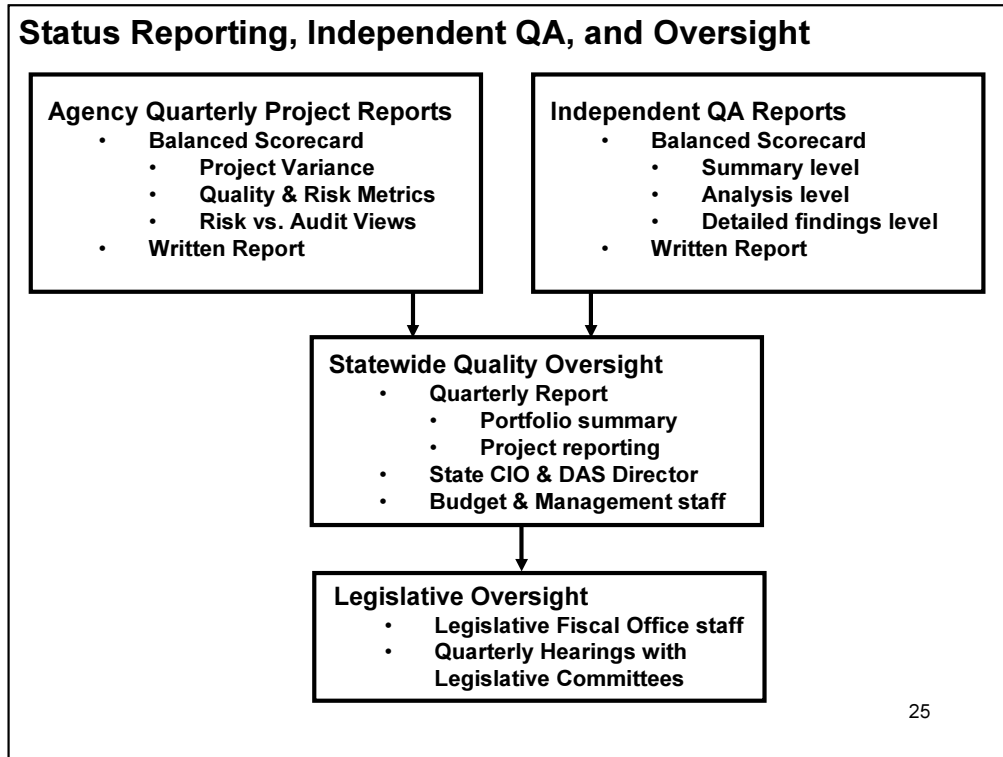 Status Reporting, Independent QA, and Oversight
Agency Quarterly Project Reports
• Balanced Scorecard
• Project Variance
• Quality & Risk Metrics
• Risk vs. Audit Views
• Written Report
Independent QA Reports
• Balanced Scorecard
• Summary level
• Analysis level
• Detailed findings level
• Written Report
Statewide Quality Oversight
• Quarterly Report
• Portfolio summary
• Project reporting
• State CIO & DAS Director
• Budget & Management staff
Legislative Oversight
• Legislative Fiscal Office staff
• Quarterly Hearings with
Legislative Committees
25